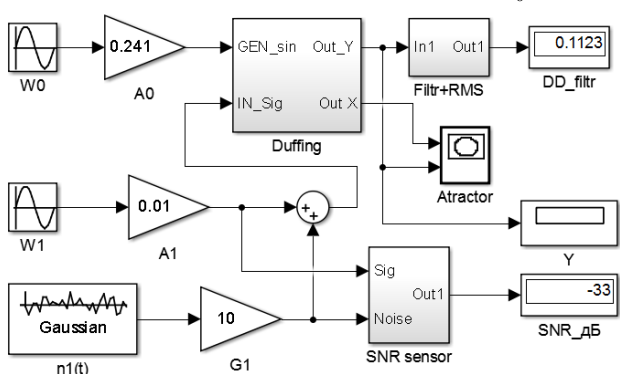 0.241
GEN_sin
Out_Y
In1
Out1
0.1123
W0
A0
IN_Sig
Out X
Filtr+RMS
DD_filtr
Duffing
Atractor
0.01
+
+
W1
A1
Y
Sig
Out1
Noise
-33
Gaussian
10
SNR sensor
SNR_дБ
n1(t)
G1